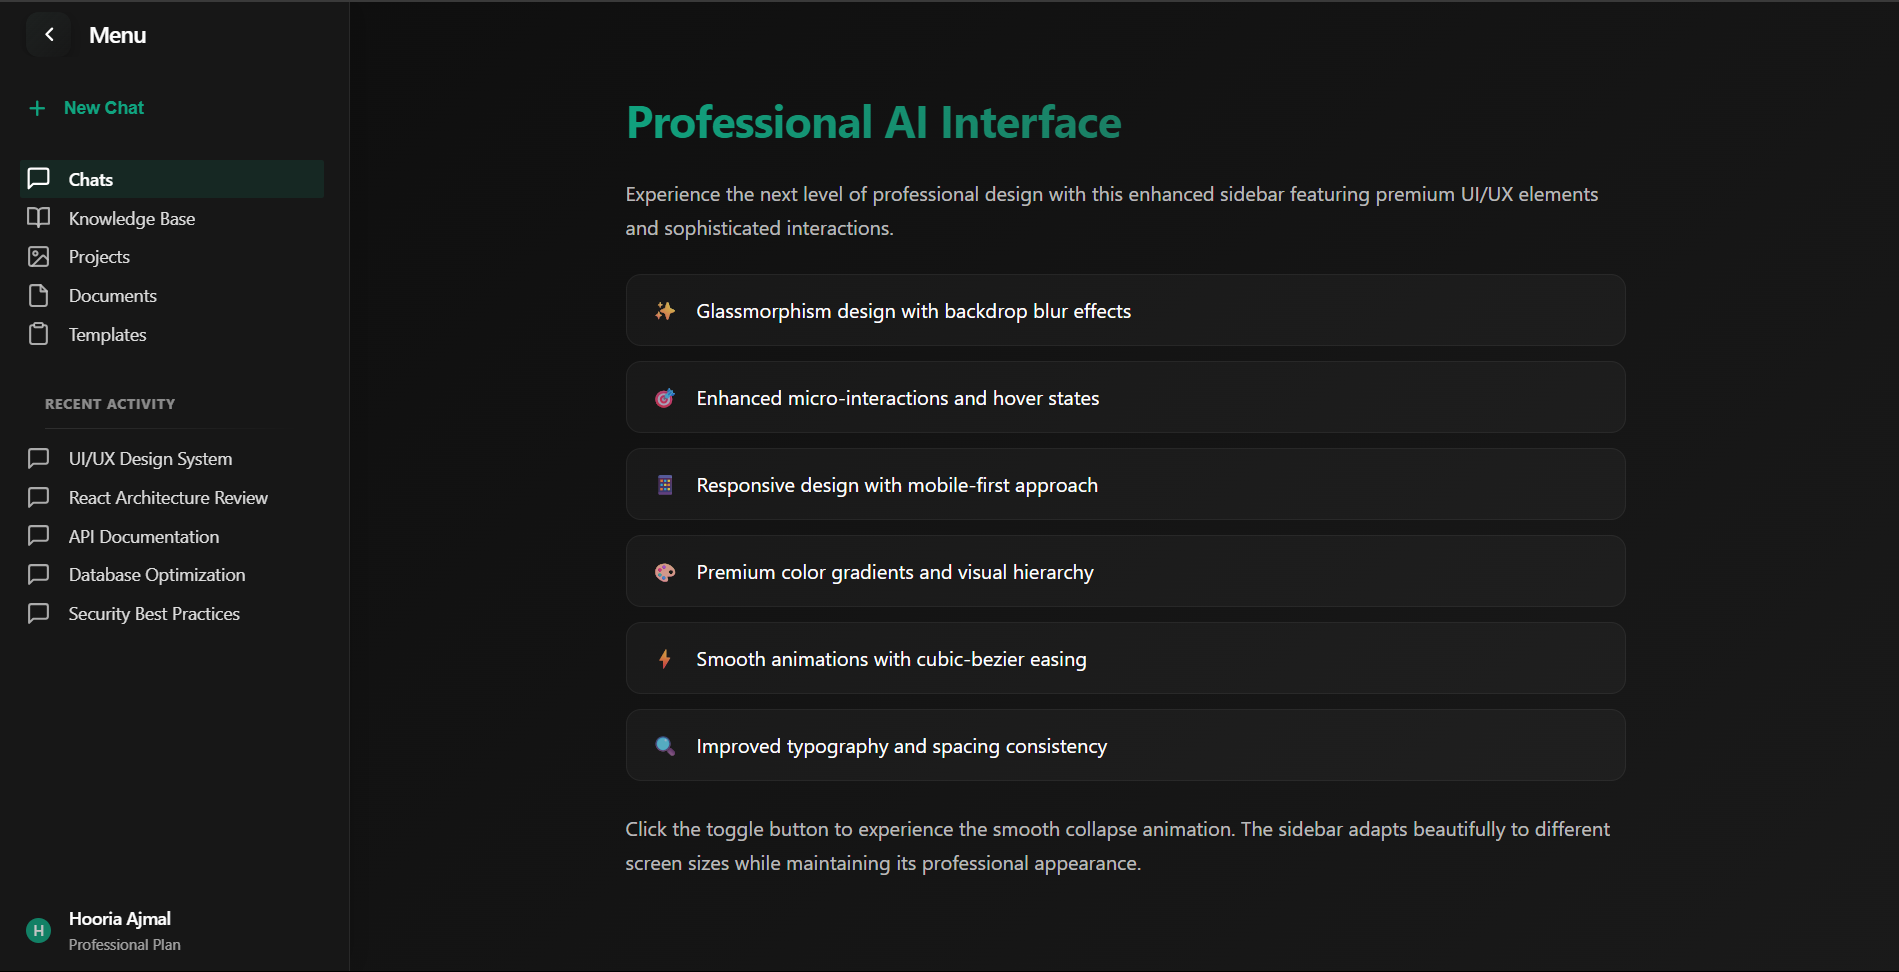 Menu
New Chat
Chats
Knowledge Base
Projects
Documents
Templates
RECENT ACTIVITY
UI/UX Design System
React Architecture Review
API Documentation
Database Optimization
Security Best Practices
H
Hooria Ajmal
Professional Plan
Professional AI Interface
Experience the next level of professional design with this enhanced sidebar featuring premium UI/UX elements
and sophisticated interactions.
Glassmorphism design with backdrop blur effects
Enhanced micro-interactions and hover states
Responsive design with mobile-first approach
Premium color gradients and visual hierarchy
Smooth animations with cubic-bezier easing
Improved typography and spacing consistency
Click the toggle button to experience the smooth collapse animation. The sidebar adapts beautifully to different
screen sizes while maintaining its professional appearance.